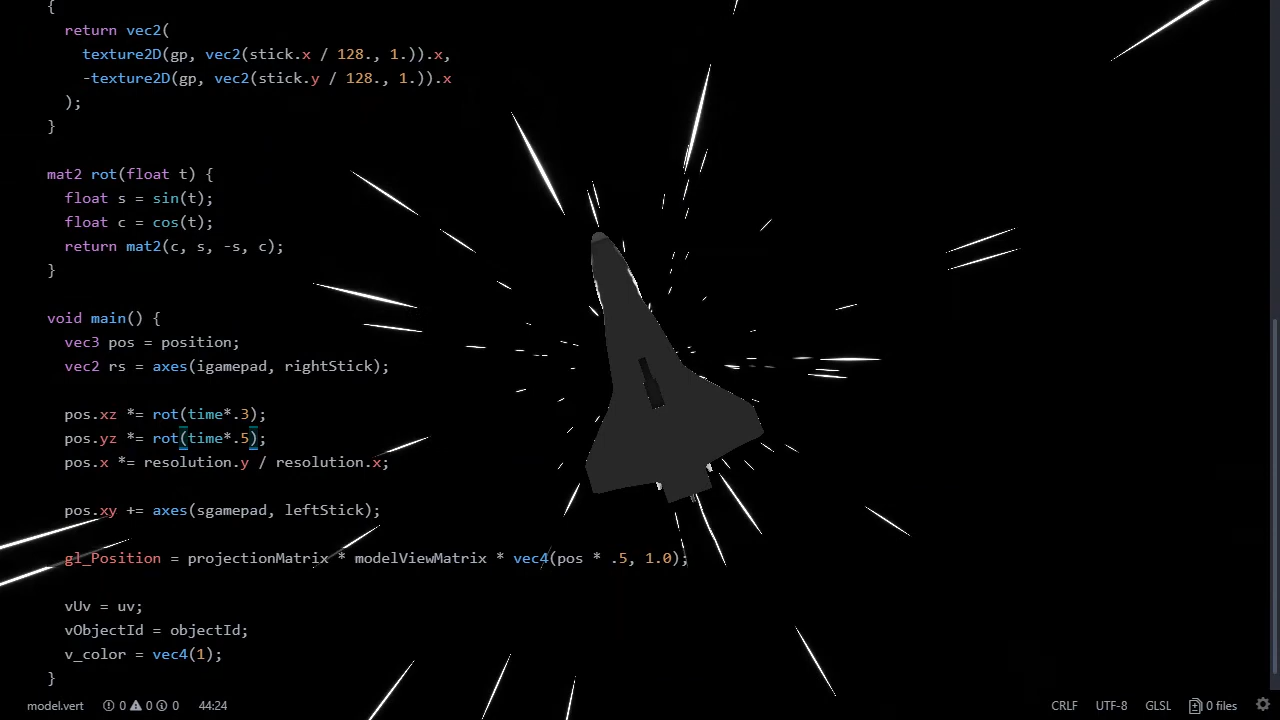 {
return vec2(
texture2D(gp, vec2(stick.x / 128., 1.)).x,
-texture2D(gp, vec2(stick.y / 128., 1.)).x
);
}
mat2 rot(float t) {
float s = sin(t);
float c = cos(t);
return mat2(c, s, -s, c);
}
void main() {
vec3 pos = position;
vec2 rs = axes(igamepad, rightStick);
pos.xz *= rot(time*.3);
pos.yz *= rot(time*.5);
pos.x *= resolution.y / resolution.x;
pos.xy += axes(sgamepad, leftStick);
gl_Position = projectionMatrix * modelViewMatrix * vec4(pos * .5, 1.0);
vUv = uv;
vObjectId = objectId;
v_color = vec4(1);
}
model.vert 0 0 0 44:24 CRLF UTF-8 GLSL 0 files